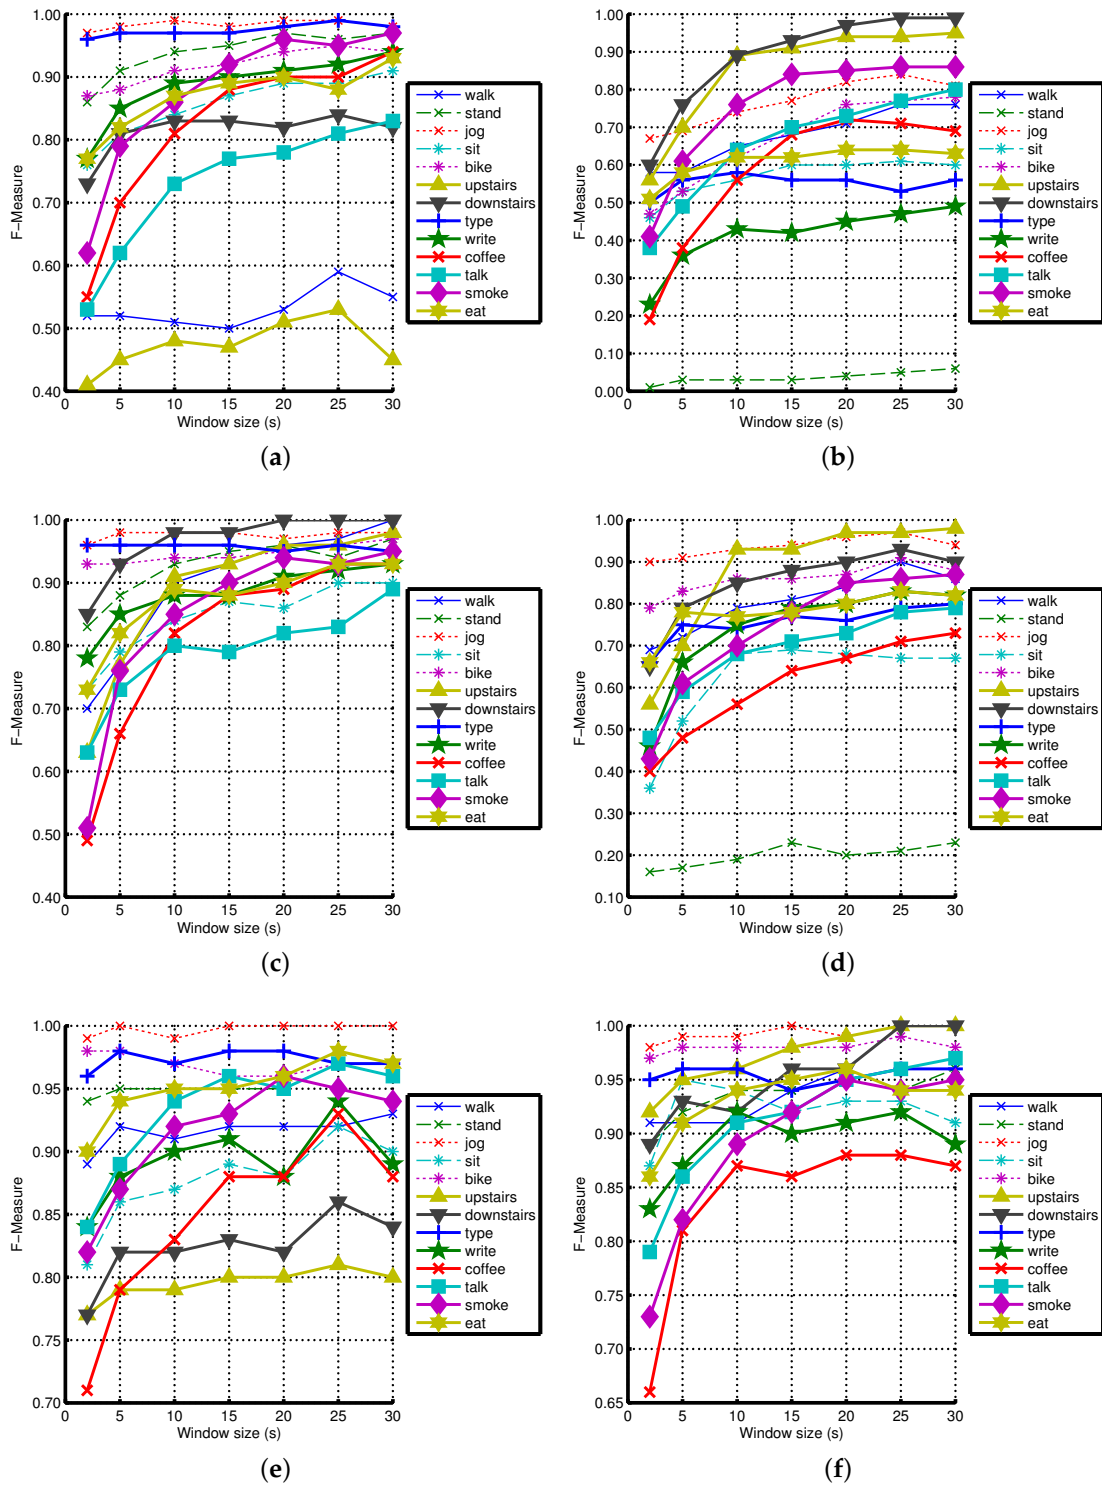 1.00
0.90
0.80
0.70
0.60
0.50
0.40
F−Measure
0 5 10 15 20 25 30
Window size (s)
walk
stand
jog
sit
bike
upstairs
downstairs
type
write
coffee
talk
smoke
eat
(a)
1.00
0.90
0.80
0.70
0.60
0.50
0.40
0.30
0.20
0.10
0.00
F−Measure
0 5 10 15 20 25 30
Window size (s)
walk
stand
jog
sit
bike
upstairs
downstairs
type
write
coffee
talk
smoke
eat
(b)
1.00
0.90
0.80
0.70
0.60
0.50
0.40
F−Measure
0 5 10 15 20 25 30
Window size (s)
walk
stand
jog
sit
bike
upstairs
downstairs
type
write
coffee
talk
smoke
eat
(c)
1.00
0.90
0.80
0.70
0.60
0.50
0.40
0.30
0.20
0.10
F−Measure
0 5 10 15 20 25 30
Window size (s)
walk
stand
jog
sit
bike
upstairs
downstairs
type
write
coffee
talk
smoke
eat
(d)
1.00
0.95
0.90
0.85
0.80
0.75
0.70
F−Measure
0 5 10 15 20 25 30
Window size (s)
walk
stand
jog
sit
bike
upstairs
downstairs
type
write
coffee
talk
smoke
eat
(e)
1.00
0.95
0.90
0.85
0.80
0.75
0.70
0.65
F−Measure
0 5 10 15 20 25 30
Window size (s)
walk
stand
jog
sit
bike
upstairs
downstairs
type
write
coffee
talk
smoke
eat
(f)